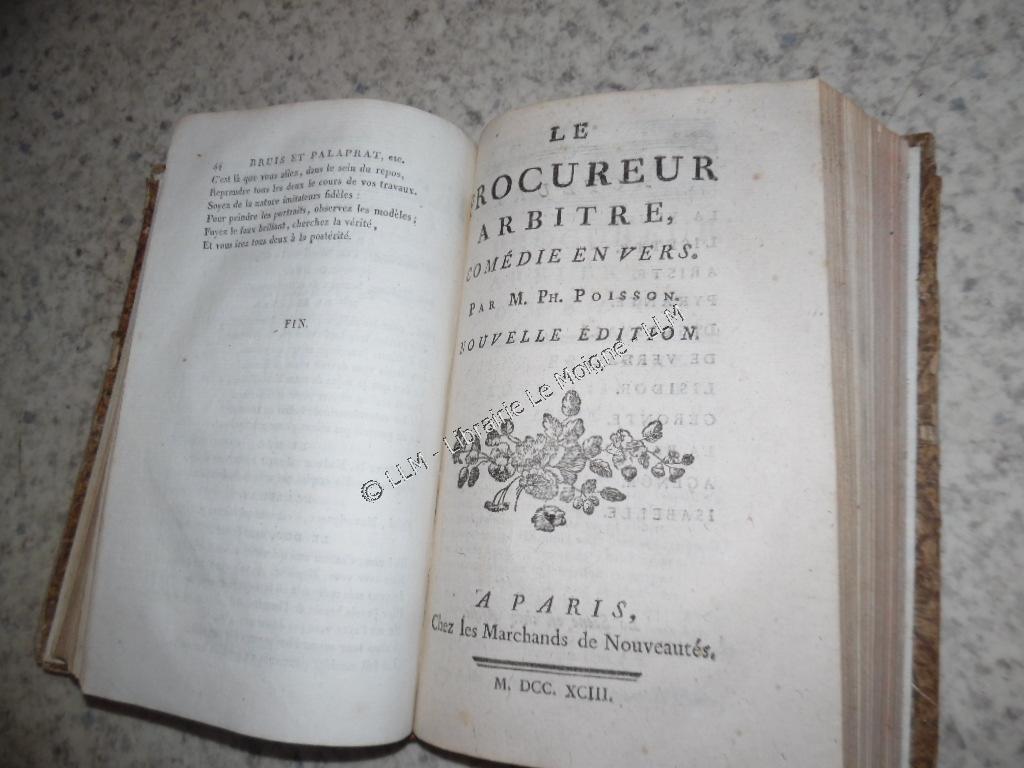 44 BRUIS ET PALAPRAT, etc.
C'est là que vous allez, dans le sein du repos,
Reprendre tous les deux le cours de vos travaux.
Soyez de la nature imitateurs fidèles :
Pour peindre les portraits, observez les modèles ;
Fuyez le faux brillant, cherchez la vérité,
Et vous irez tous deux à la postérité.
FIN.
LE
PROCUREUR
ARBITRE,
COMÉDIE EN VERS.
PAR M. PH. POISSON.
NOUVELLE ÉDITION.
© LLM - Librairie Le Moigne - LLM
A PARIS,
Chez les Marchands de Nouveautés.
M. DCC. XCIII.